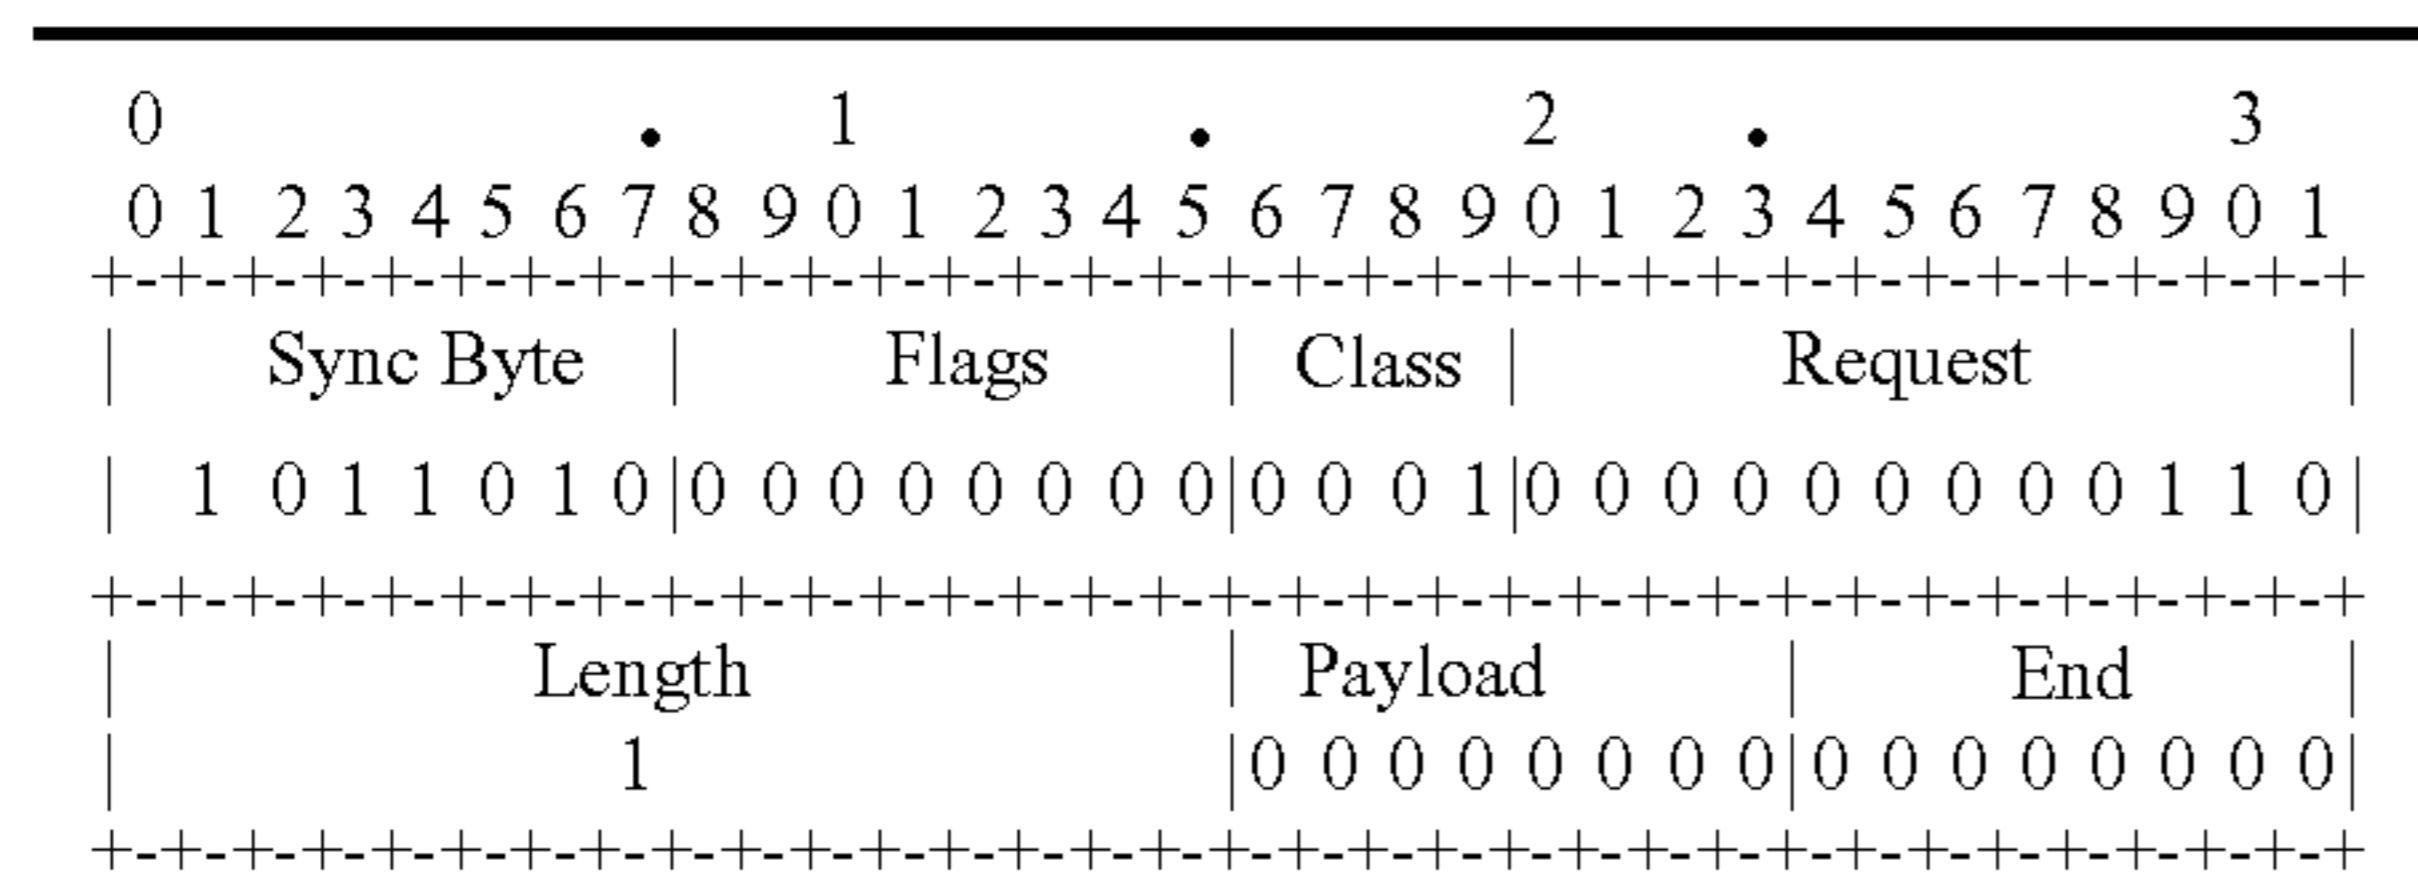 0 . 1 . 2 . 3
0 1 2 3 4 5 6 7 8 9 0 1 2 3 4 5 6 7 8 9 0 1 2 3 4 5 6 7 8 9 0 1
+-+-+-+-+-+-+-+-+-+-+-+-+-+-+-+-+-+-+-+-+-+-+-+-+-+-+-+-+-+-+-+-+
| Sync Byte | Flags | Class | Request |
| 1 0 1 1 0 1 0|0 0 0 0 0 0 0 0|0 0 0 1|0 0 0 0 0 0 0 0 0 1 1 0|
+-+-+-+-+-+-+-+-+-+-+-+-+-+-+-+-+-+-+-+-+-+-+-+-+-+-+-+-+-+-+-+-+
| Length | Payload | End |
| 1 |0 0 0 0 0 0 0 0|0 0 0 0 0 0 0 0|
+-+-+-+-+-+-+-+-+-+-+-+-+-+-+-+-+-+-+-+-+-+-+-+-+-+-+-+-+-+-+-+-+